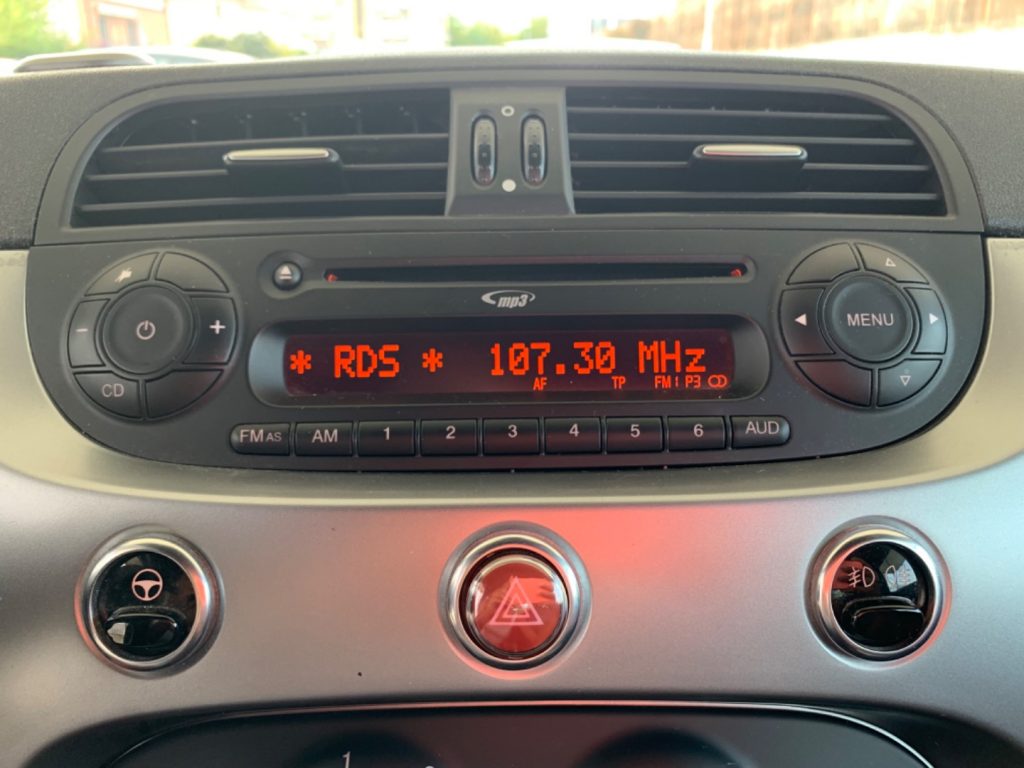 mp3
* RDS * 107.30 MHz
AF TP FM1 P3
MENU
CD
FM AS AM 1 2 3 4 5 6 AUD
1